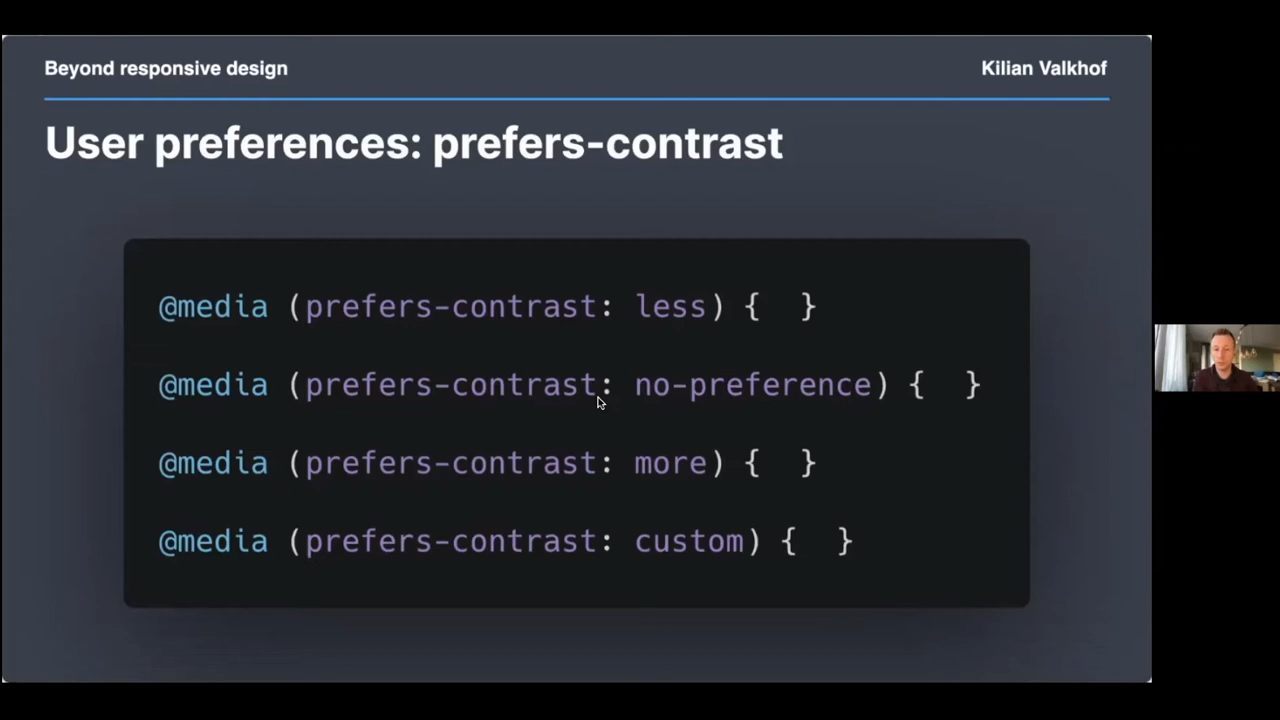 Beyond responsive design
Kilian Valkhof
User preferences: prefers-contrast
@media (prefers-contrast: less) {  }
@media (prefers-contrast: no-preference) {  }
@media (prefers-contrast: more) {  }
@media (prefers-contrast: custom) {  }